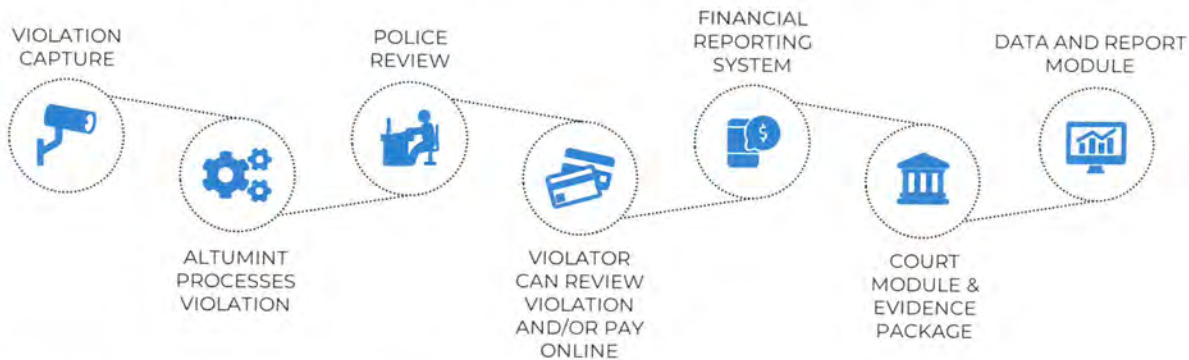 VIOLATION
CAPTURE
ALTUMINT
PROCESSES
VIOLATION
POLICE
REVIEW
VIOLATOR
CAN REVIEW
VIOLATION
AND/OR PAY
ONLINE
FINANCIAL
REPORTING
SYSTEM
$
COURT
MODULE &
EVIDENCE
PACKAGE
DATA AND REPORT
MODULE